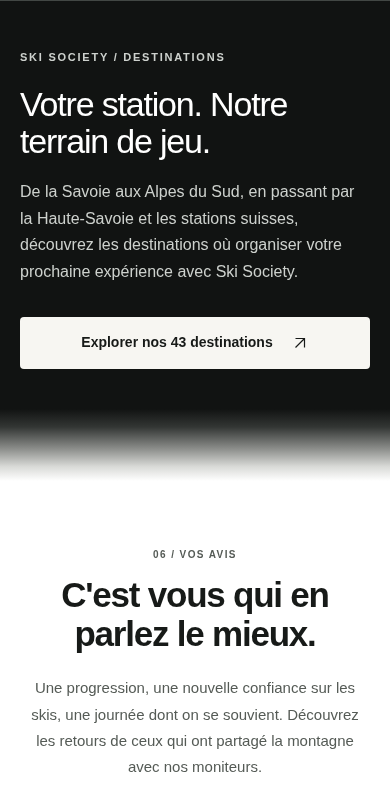 SKI SOCIETY / DESTINATIONS
Votre station. Notre
terrain de jeu.
De la Savoie aux Alpes du Sud, en passant par
la Haute-Savoie et les stations suisses,
découvrez les destinations où organiser votre
prochaine expérience avec Ski Society.
Explorer nos 43 destinations
06 / VOS AVIS
C'est vous qui en
parlez le mieux.
Une progression, une nouvelle confiance sur les
skis, une journée dont on se souvient. Découvrez
les retours de ceux qui ont partagé la montagne
avec nos moniteurs.